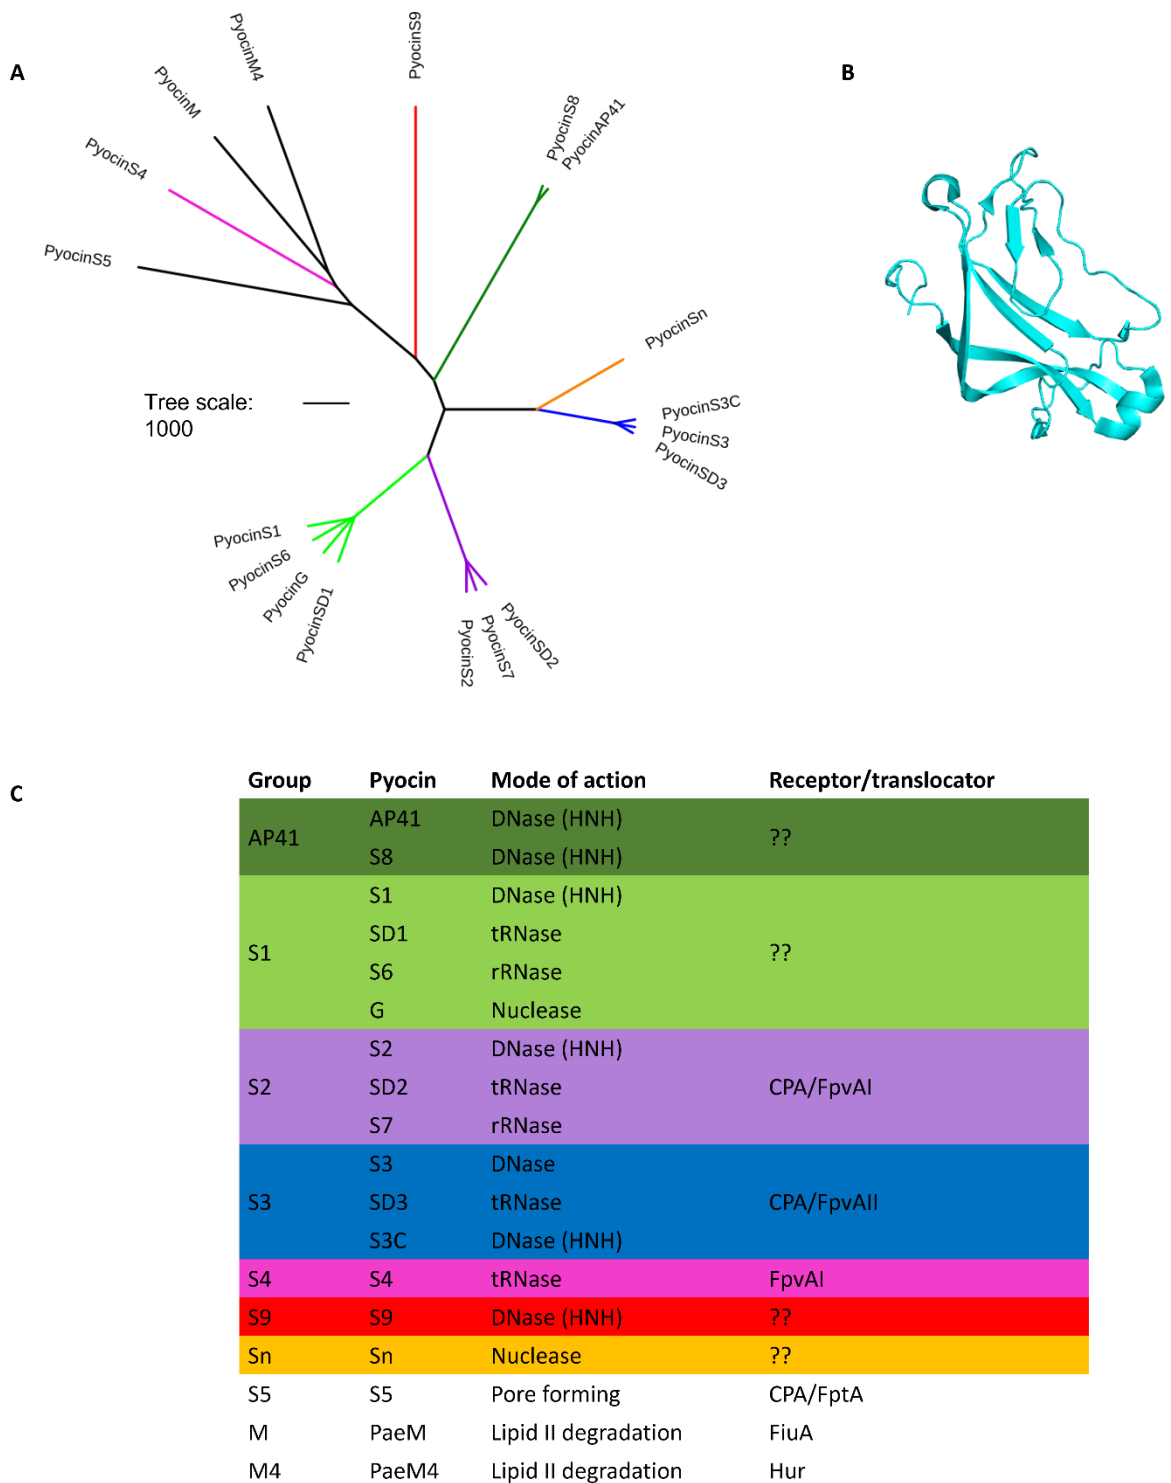 A
B
PyocinM4
PyocinS9
PyocinM
PyocinS8
PyocinAP41
PyocinS4
PyocinS5
PyocinSn
Tree scale:
1000
PyocinS3C
PyocinS3
PyocinSD3
PyocinS1
PyocinS6
PyocinG
PyocinSD1
PyocinS2
PyocinS7
PyocinSD2
C
Group Pyocin Mode of action Receptor/translocator
AP41 AP41 DNase (HNH) ??
S8 DNase (HNH)
S1 S1 DNase (HNH) ??
SD1 tRNase
S6 rRNase
G Nuclease
S2 S2 DNase (HNH) CPA/FpvAI
SD2 tRNase
S7 rRNase
S3 S3 DNase CPA/FpvAII
SD3 tRNase
S3C DNase (HNH)
S4 S4 tRNase FpvAI
S9 S9 DNase (HNH) ??
Sn Sn Nuclease ??
S5 S5 Pore forming CPA/FptA
M PaeM Lipid II degradation FiuA
M4 PaeM4 Lipid II degradation Hur